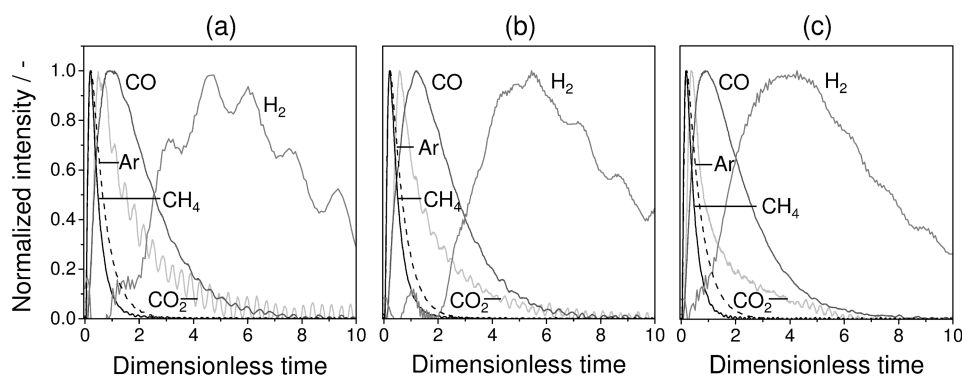 (a) (b) (c)
Normalized intensity / -
1.0
0.8
0.6
0.4
0.2
0.0
CO
H₂
Ar
CH₄
CO₂
0 2 4 6 8 10
Dimensionless time
CO
H₂
Ar
CH₄
CO₂
0 2 4 6 8 10
Dimensionless time
CO
H₂
Ar
CH₄
CO₂
0 2 4 6 8 10
Dimensionless time